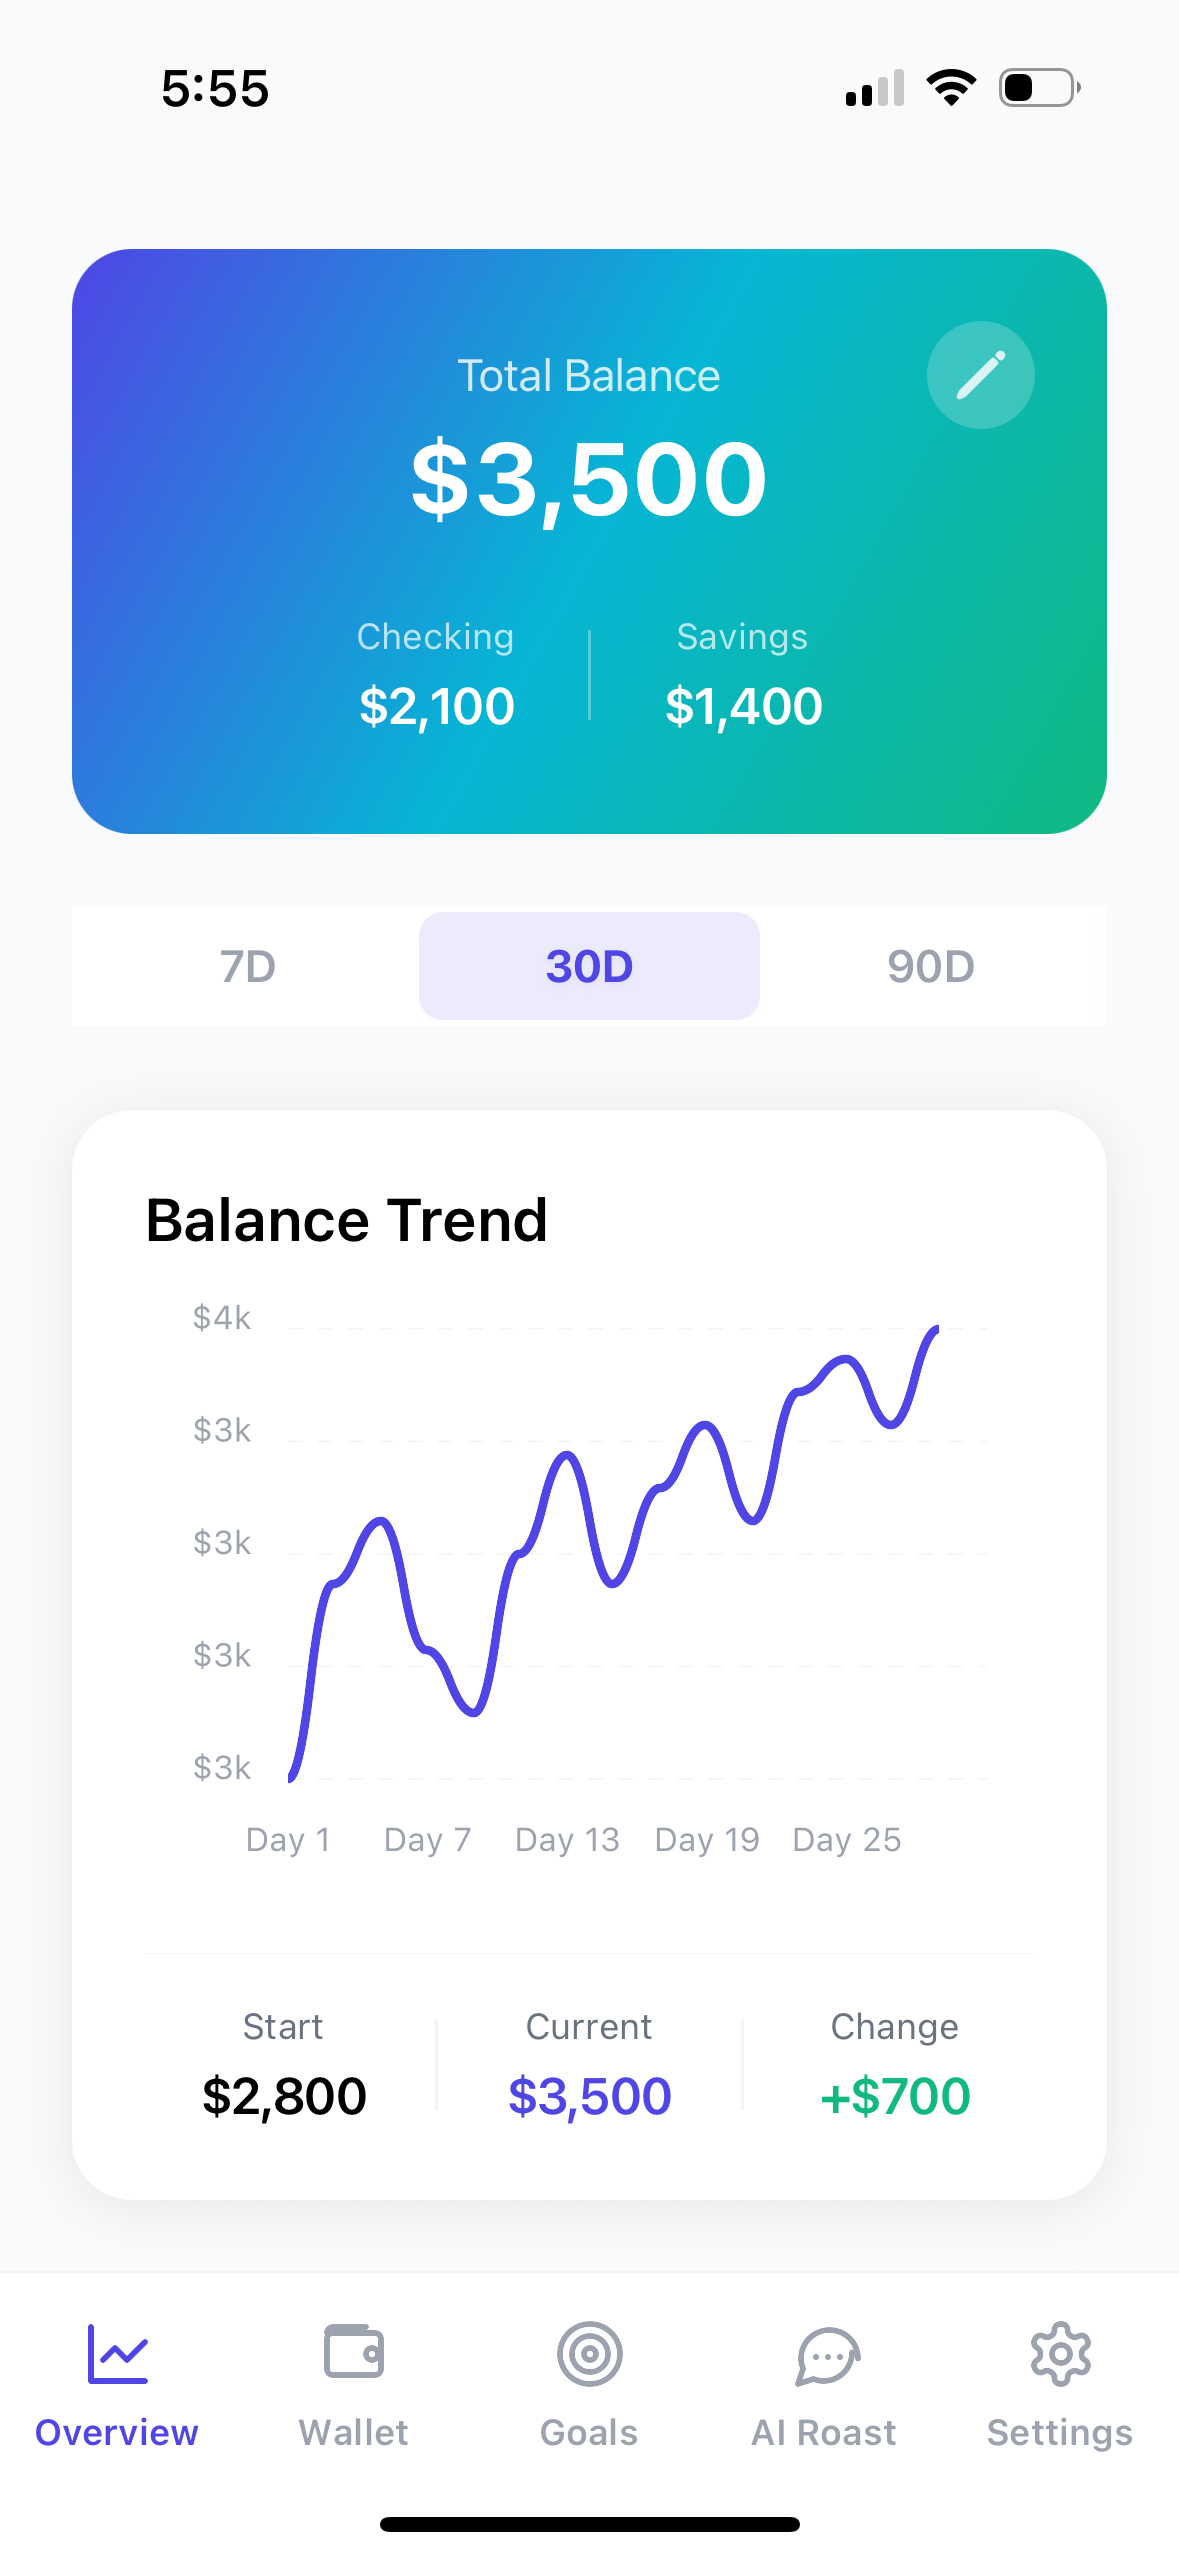 5:55
Total Balance
$3,500
Checking Savings
$2,100 $1,400
7D 30D 90D
Balance Trend
$4k
$3k
$3k
$3k
$3k
Day 1 Day 7 Day 13 Day 19 Day 25
Start Current Change
$2,800 $3,500 +$700
Overview Wallet Goals AI Roast Settings